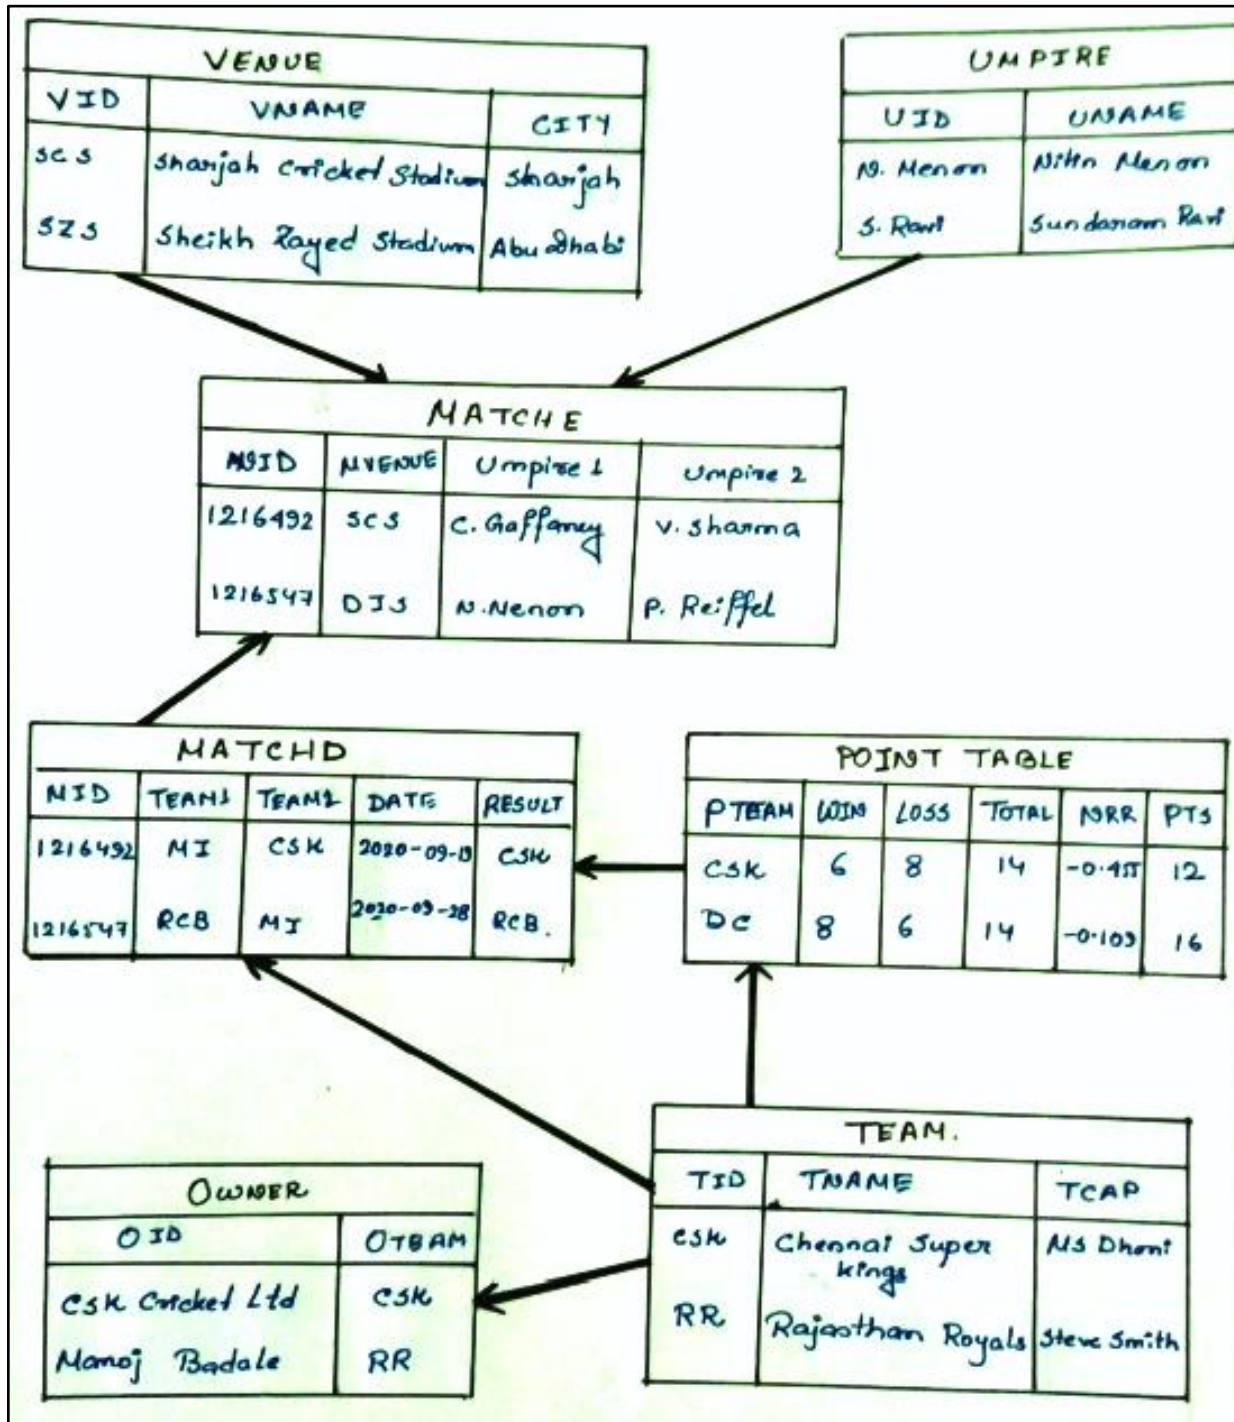 VENUE
VID VNAME CITY
SCS Sharjah Cricket Stadium Sharjah
SZS Sheikh Zayed Stadium Abu Dhabi
UMPIRE
UID UNAME
N. Menon Nitin Menon
S. Ravi Sundaram Ravi
MATCHE
MID MVENUE Umpire 1 Umpire 2
1216492 SCS C. Gaffaney V. Sharma
1216547 DIS N. Menon P. Reiffel
MATCHD
MID TEAM1 TEAM2 DATE RESULT
1216492 MI CSK 2020-09-19 CSK
1216547 RCB MI 2020-09-28 RCB.
POINT TABLE
PTEAM WIN LOSS TOTAL NRR PTS
CSK 6 8 14 -0.455 12
DC 8 6 14 -0.109 16
TEAM.
TID TNAME TCAP
CSK Chennai Super MS Dhoni
kings
RR Rajasthan Royals Steve Smith
OWNER
OID OTEAM
CSK Cricket Ltd CSK
Manoj Badale RR